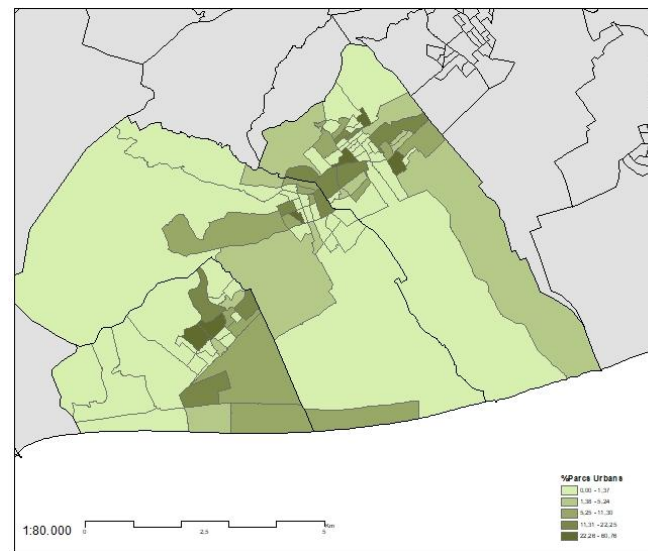 %Parcs Urbans
0,00 - 1,37
1,38 - 5,24
5,25 - 11,30
11,31 - 22,25
22,26 - 60,76
1:80.000
Km
0 2,5 5